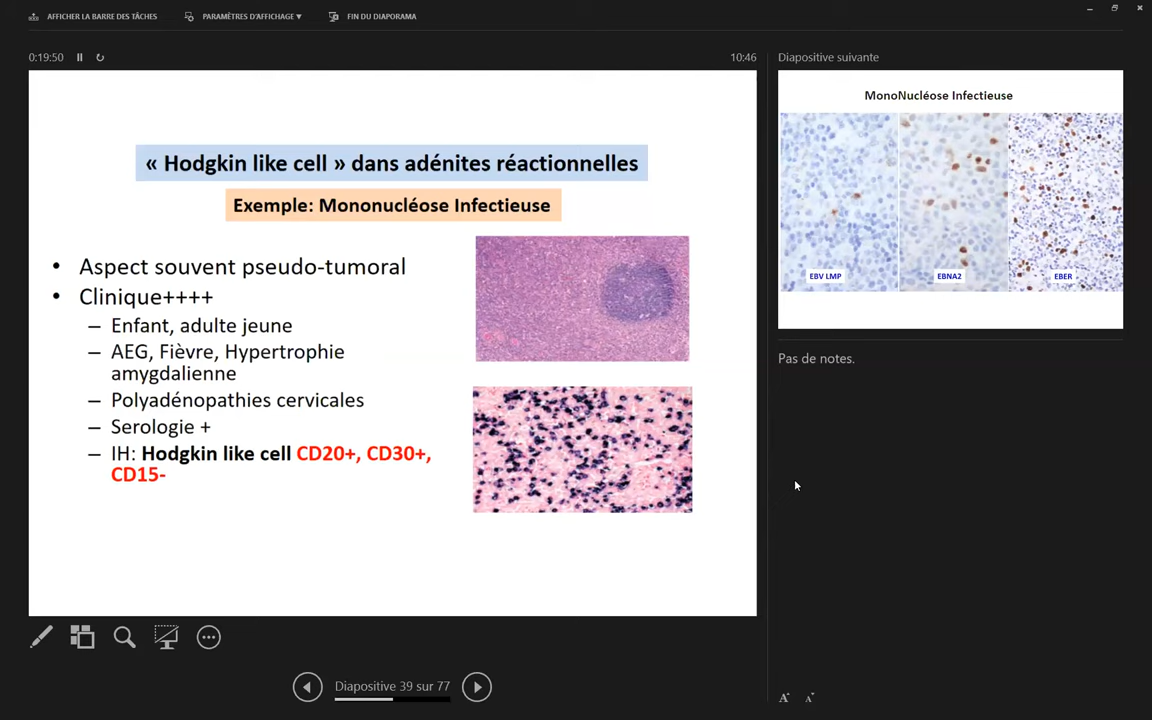 AFFICHER LA BARRE DES TÂCHES
PARAMÈTRES D'AFFICHAGE ▼
FIN DU DIAPORAMA
0:19:50
10:46
« Hodgkin like cell » dans adénites réactionnelles
Exemple: Mononucléose Infectieuse
• Aspect souvent pseudo-tumoral
• Clinique++++
– Enfant, adulte jeune
– AEG, Fièvre, Hypertrophie
amygdalienne
– Polyadénopathies cervicales
– Serologie +
– IH: Hodgkin like cell CD20+, CD30+,
CD15-
Diapositive suivante
MonoNucléose Infectieuse
EBV LMP
EBNA2
EBER
Pas de notes.
Diapositive 39 sur 77
A A